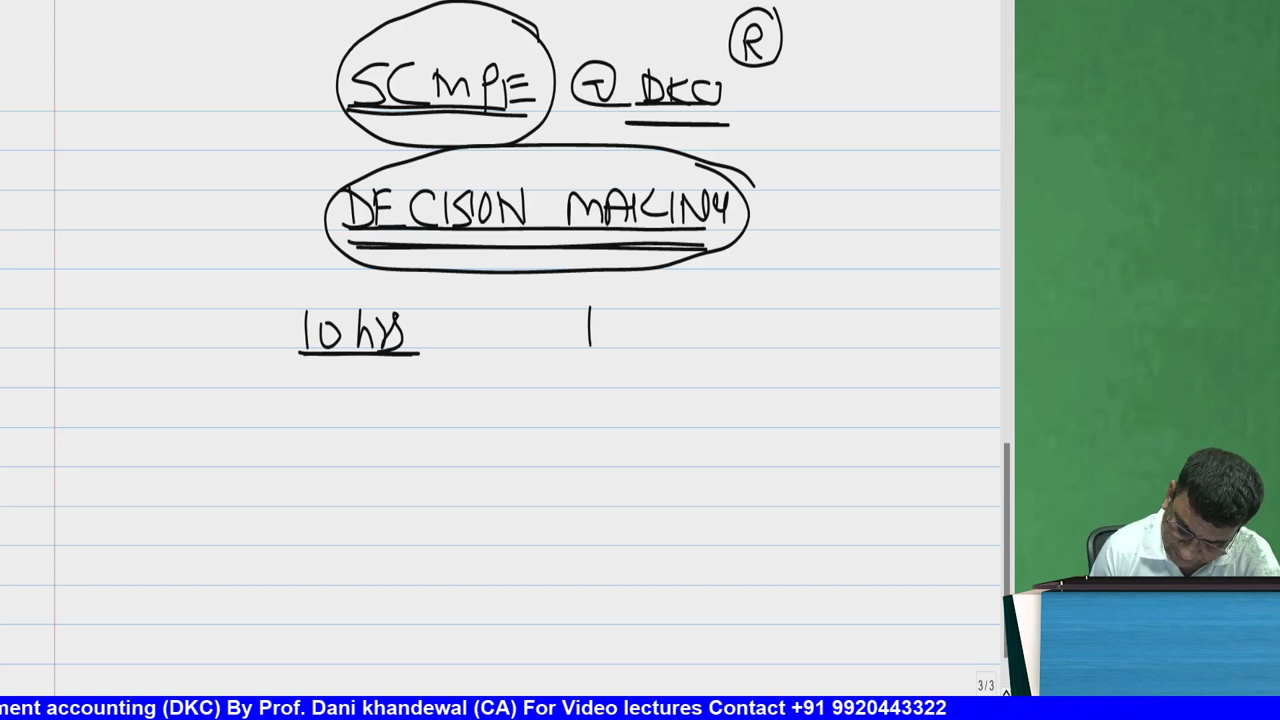 R
SCMPE @ DKC
DECISION MAKING
10 hrs
3/3
ment accounting (DKC) By Prof. Dani khandewal (CA) For Video lectures Contact +91 9920443322